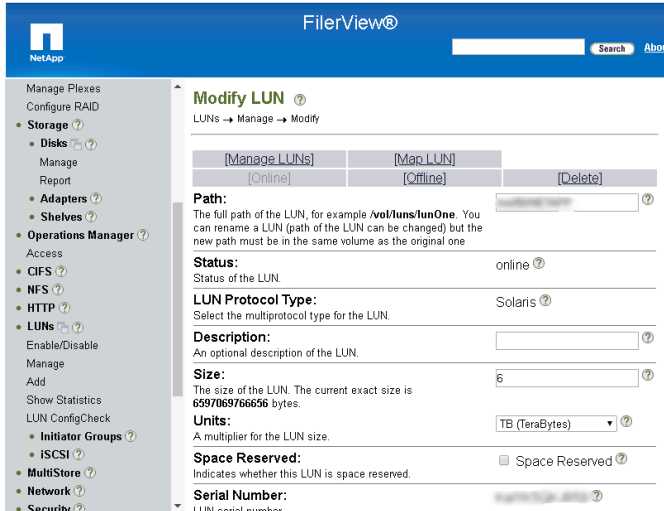 FilerView®
NetApp
Search
Manage Plexes
Configure RAID
Storage
Disks
Manage
Report
Adapters
Shelves
Operations Manager
Access
CIFS
NFS
HTTP
LUNs
Enable/Disable
Manage
Add
Show Statistics
LUN ConfigCheck
Initiator Groups
iSCSI
MultiStore
Network
Security
Modify LUN
LUNs → Manage → Modify
[Manage LUNs] [Map LUN]
[Online] [Offline] [Delete]
Path:
The full path of the LUN, for example /vol/luns/lunOne. You
can rename a LUN (path of the LUN can be changed) but the
new path must be in the same volume as the original one
Status:
Status of the LUN.
online
LUN Protocol Type:
Select the multiprotocol type for the LUN.
Solaris
Description:
An optional description of the LUN.
Size:
The size of the LUN. The current exact size is
6597069766656 bytes.
6
Units:
A multiplier for the LUN size.
TB (TeraBytes)
Space Reserved:
Indicates whether this LUN is space reserved.
Space Reserved
Serial Number:
LUN serial number